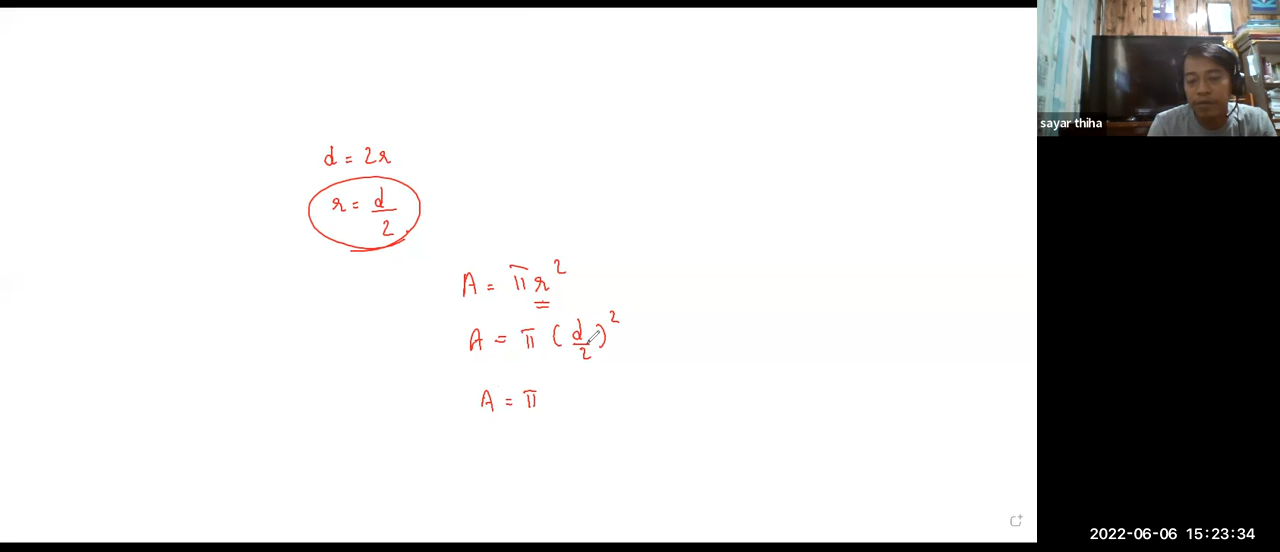 d = 2r
r = d/2
A = πr²
A = π (d/2)²
A = π
sayar thiha
2022-06-06 15:23:34